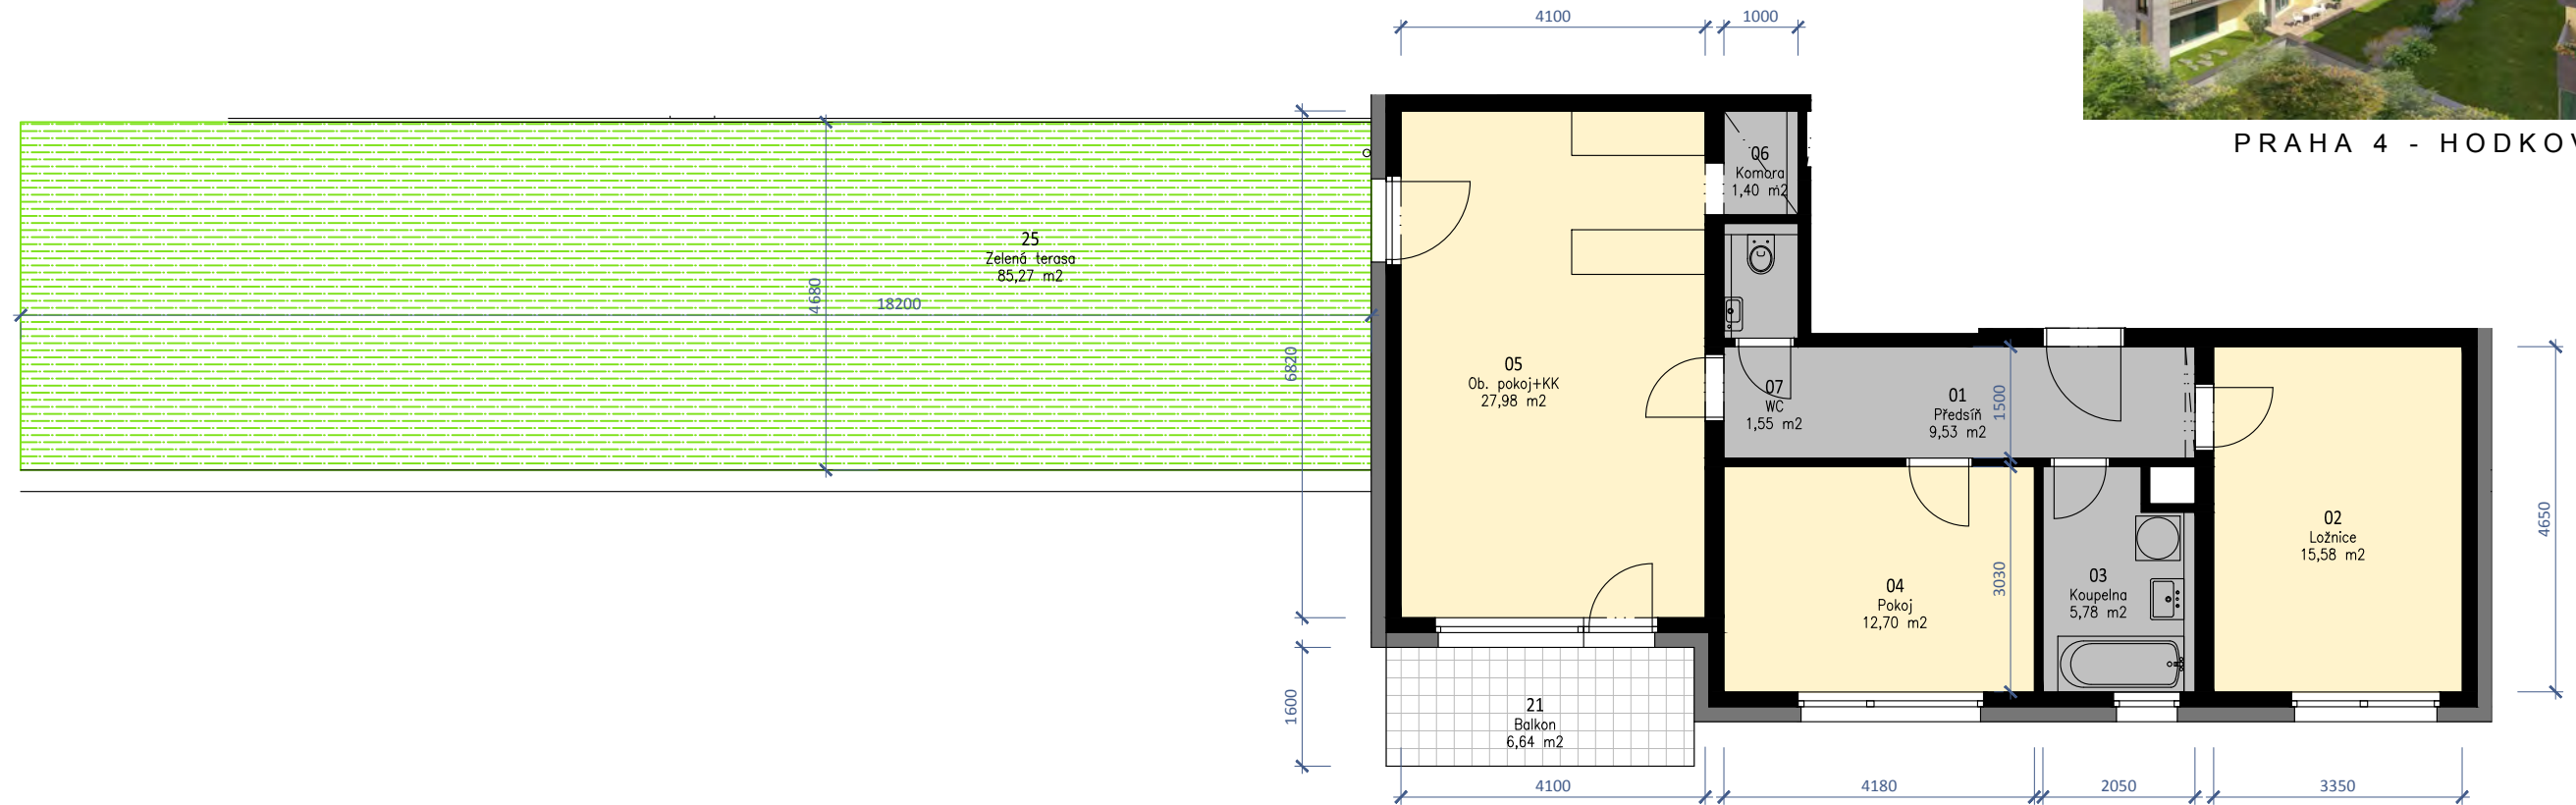 4100
1000
PRAHA 4 - HODKOV
06
Komora
1,40 m2
25
Zelená terasa
85,27 m2
4680
18200
6820
05
Ob. pokoj+KK
27,98 m2
07
WC
1,55 m2
01
Předsíň
9,53 m2
1500
02
Ložnice
15,58 m2
4650
04
Pokoj
12,70 m2
3030
03
Koupelna
5,78 m2
21
Balkon
6,64 m2
1600
4100
4180
2050
3350